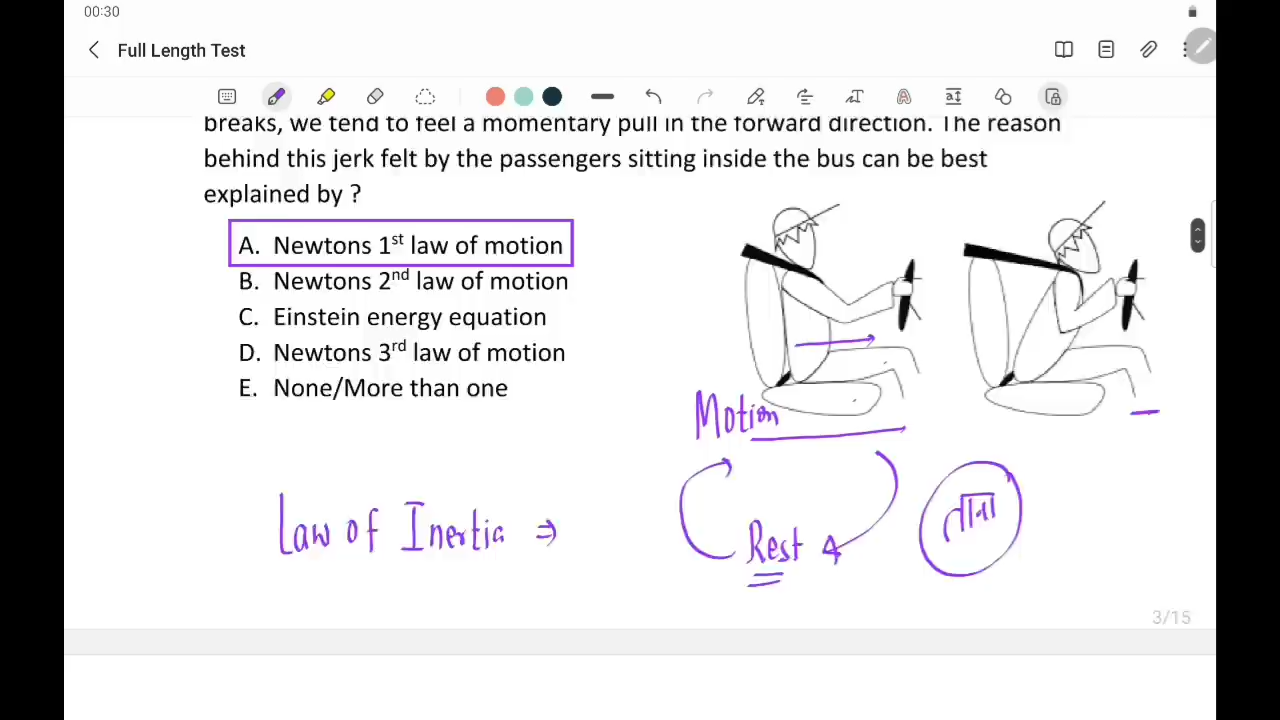 00:30
Full Length Test
breaks, we tend to feel a momentary pull in the forward direction. The reason
behind this jerk felt by the passengers sitting inside the bus can be best
explained by ?
A. Newtons 1st law of motion
B. Newtons 2nd law of motion
C. Einstein energy equation
D. Newtons 3rd law of motion
E. None/More than one
Motion
Law of Inertia ⇒
Rest
3/15